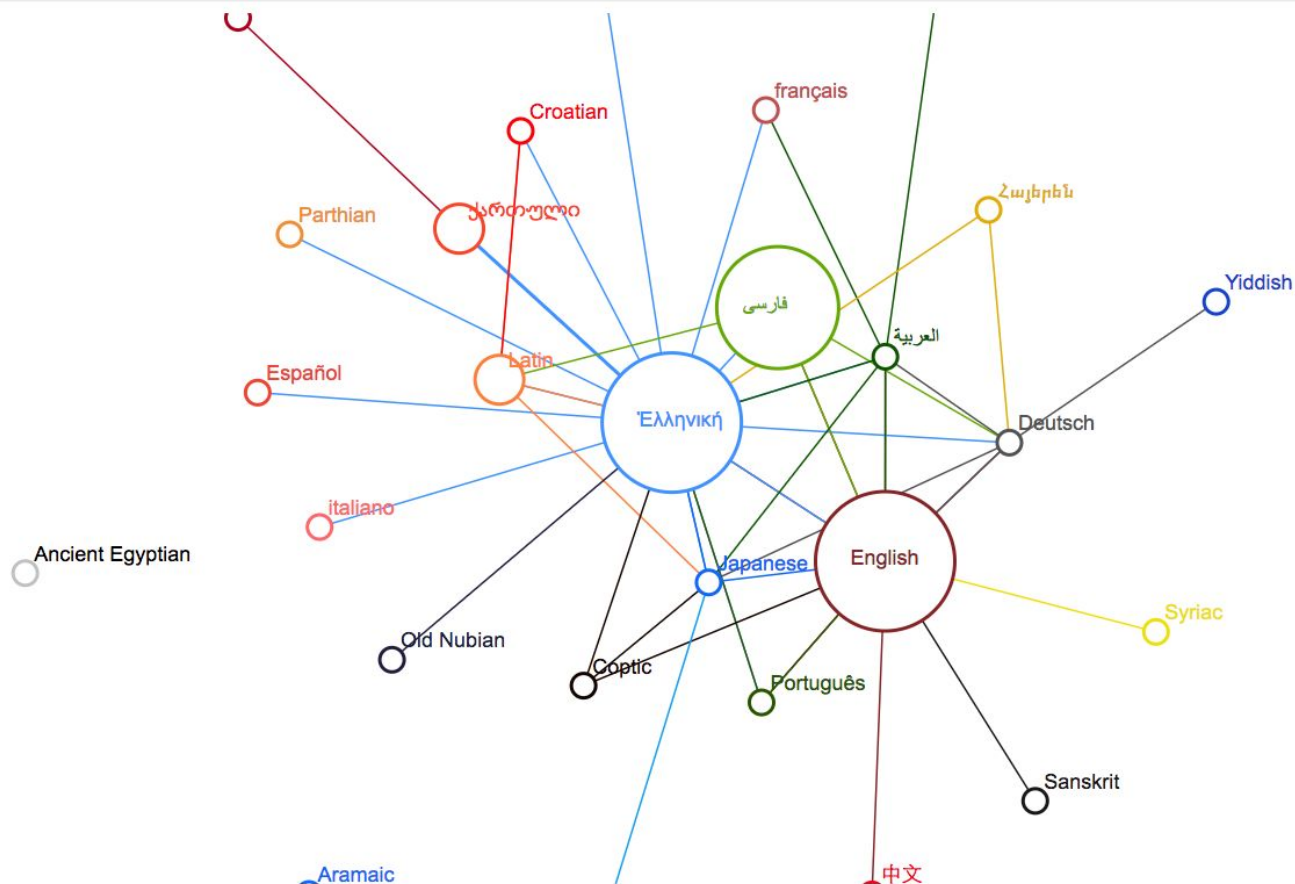 français
Croatian
Հայերեն
Parthian
ქართული
Yiddish
فارسی
العربية
Latin
Español
Ἑλληνική
Deutsch
italiano
Ancient Egyptian
English
Japanese
Syriac
Old Nubian
Coptic
Português
Sanskrit
Aramaic
中文